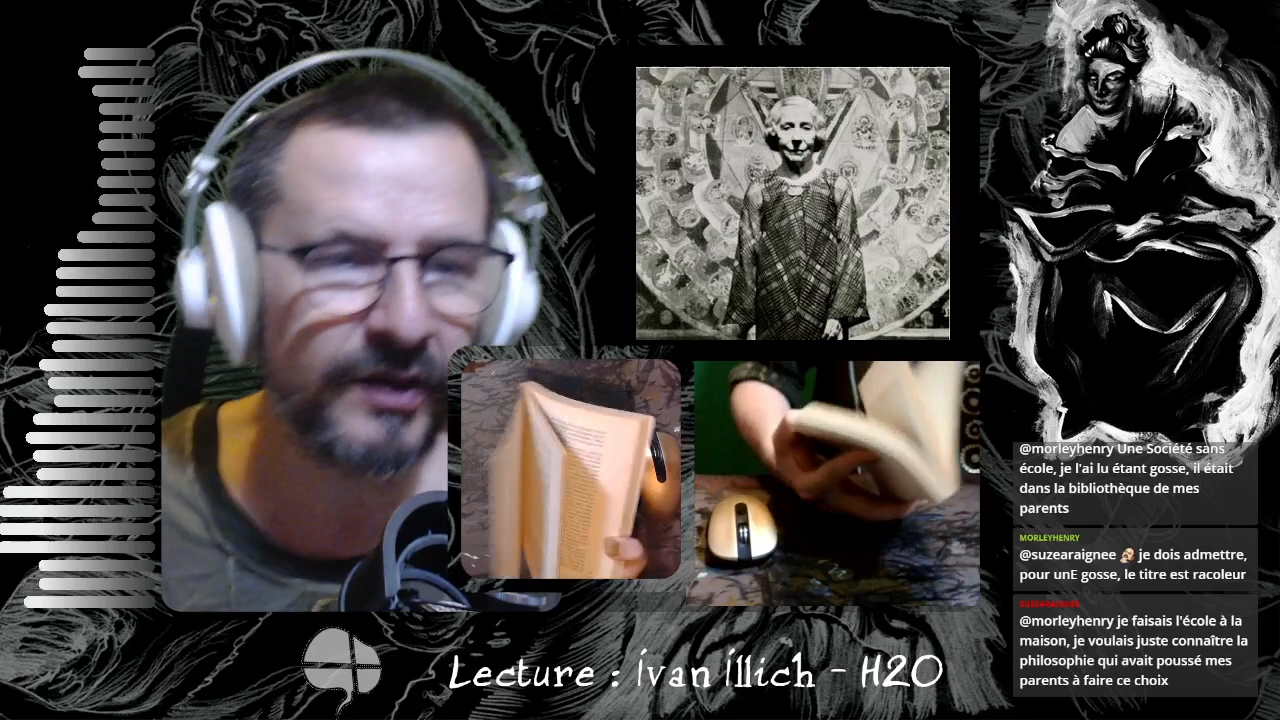 @morleyhenry Une Société sans
école, je l'ai lu étant gosse, il était
dans la bibliothèque de mes
parents
MORLEYHENRY
@suzearaignee je dois admettre,
pour unE gosse, le titre est racoleur
@morleyhenry je faisais l'école à la
maison, je voulais juste connaître la
philosophie qui avait poussé mes
parents à faire ce choix
Lecture : Ivan Illich - H2O